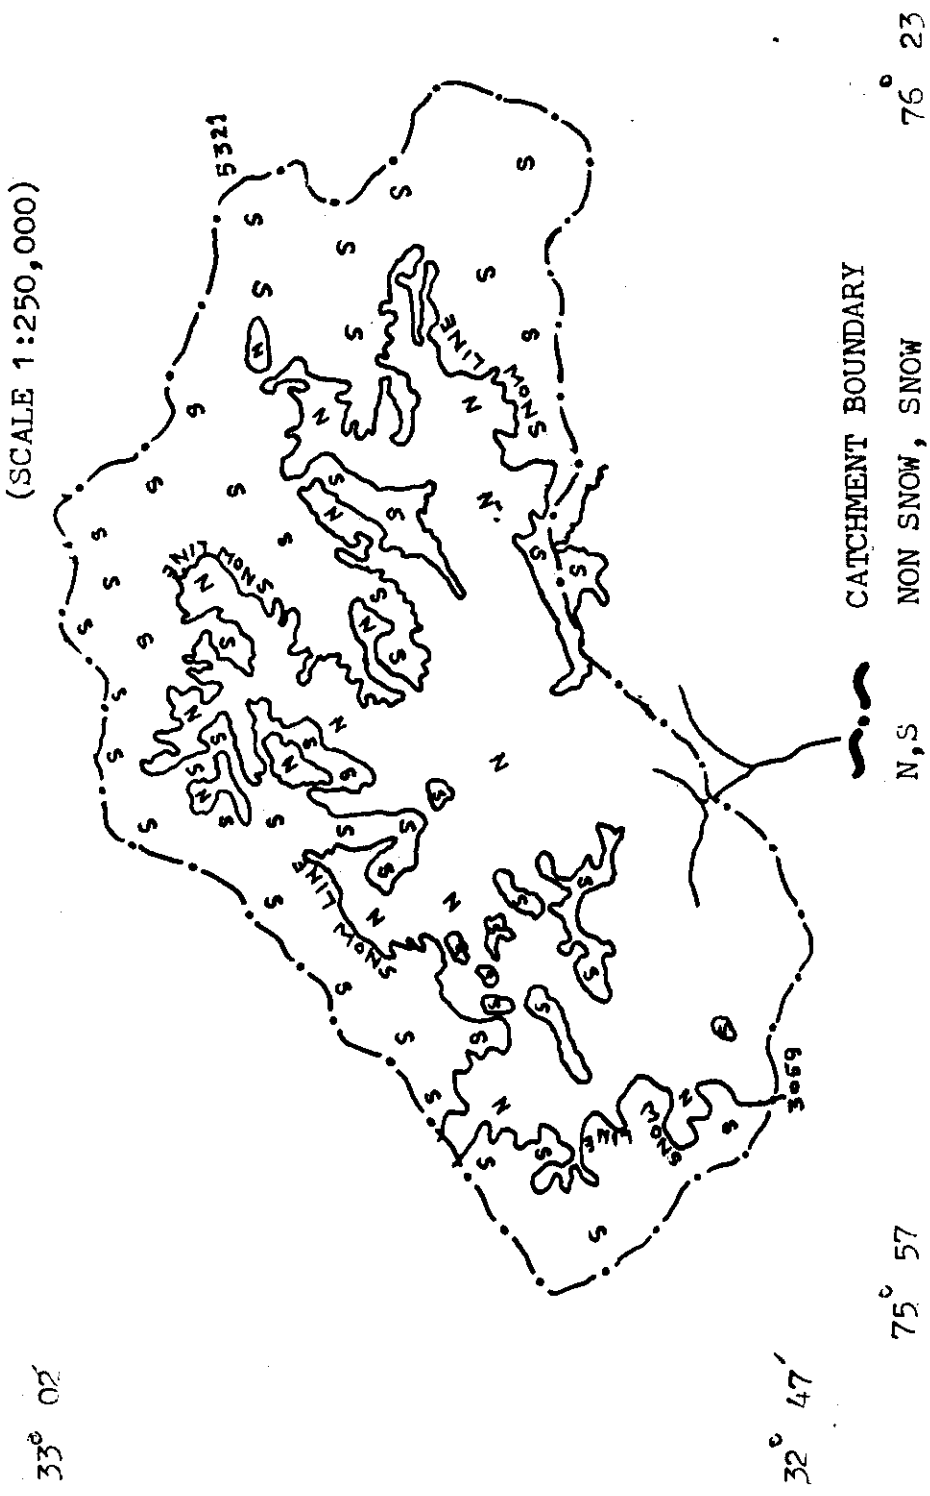 (SCALE 1:250,000)
33° 02'
S S S S S
S S S
S N N S
N S S S S 5321
SNOW LINE
S S N S N S S
SNOW LINE
S S S N N S N S S
S N S S N S S S
S S S
S S N N SNOW LINE
S N S S N N S
S S S S S S
SNOW LINE
S S S S
N S
S
N,S NON SNOW, SNOW
CATCHMENT BOUNDARY
3059
32° 47'
75° 57
76° 23